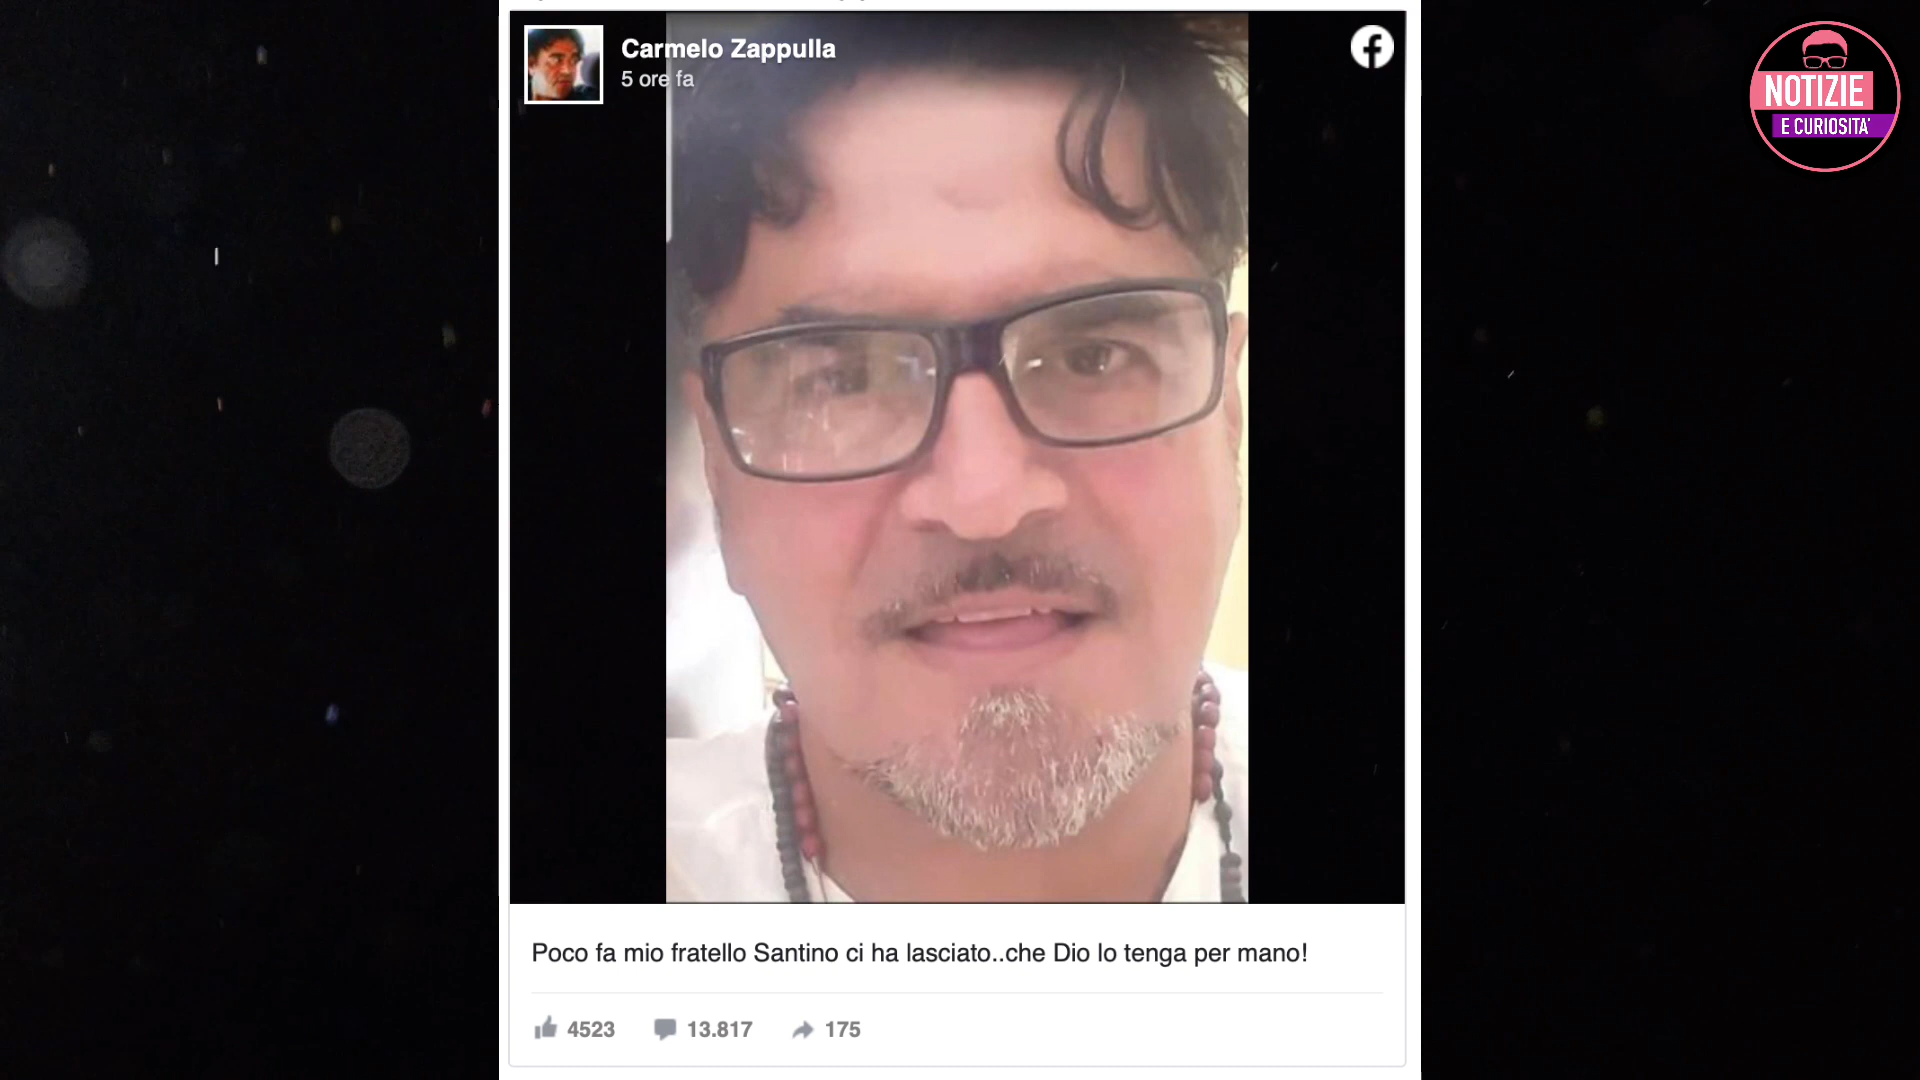 Carmelo Zappulla
5 ore fa
NOTIZIE
E CURIOSITA'
Poco fa mio fratello Santino ci ha lasciato..che Dio lo tenga per mano!
4523 13.817 175